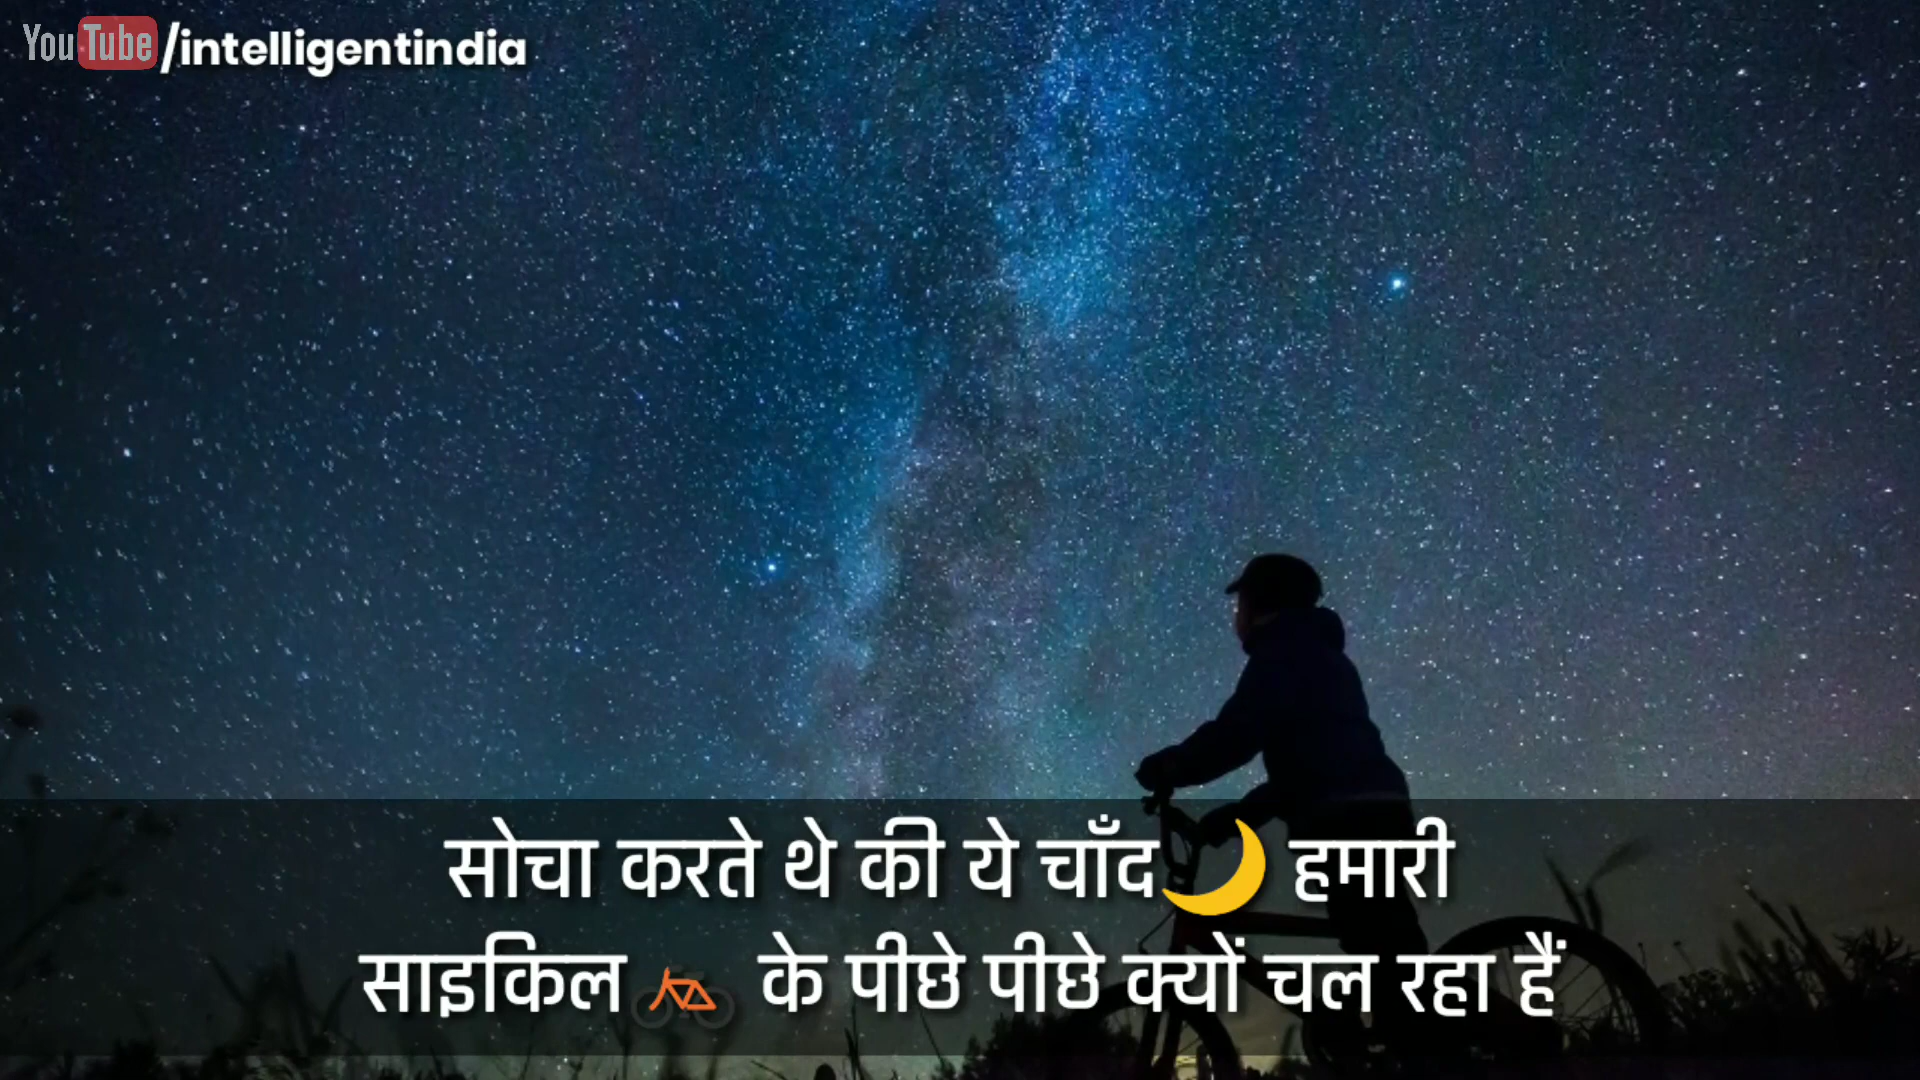 YouTube/intelligentindia
सोचा करते थे की ये चाँद🌙 हमारी
साइकिल🚲 के पीछे पीछे क्यों चल रहा हैं